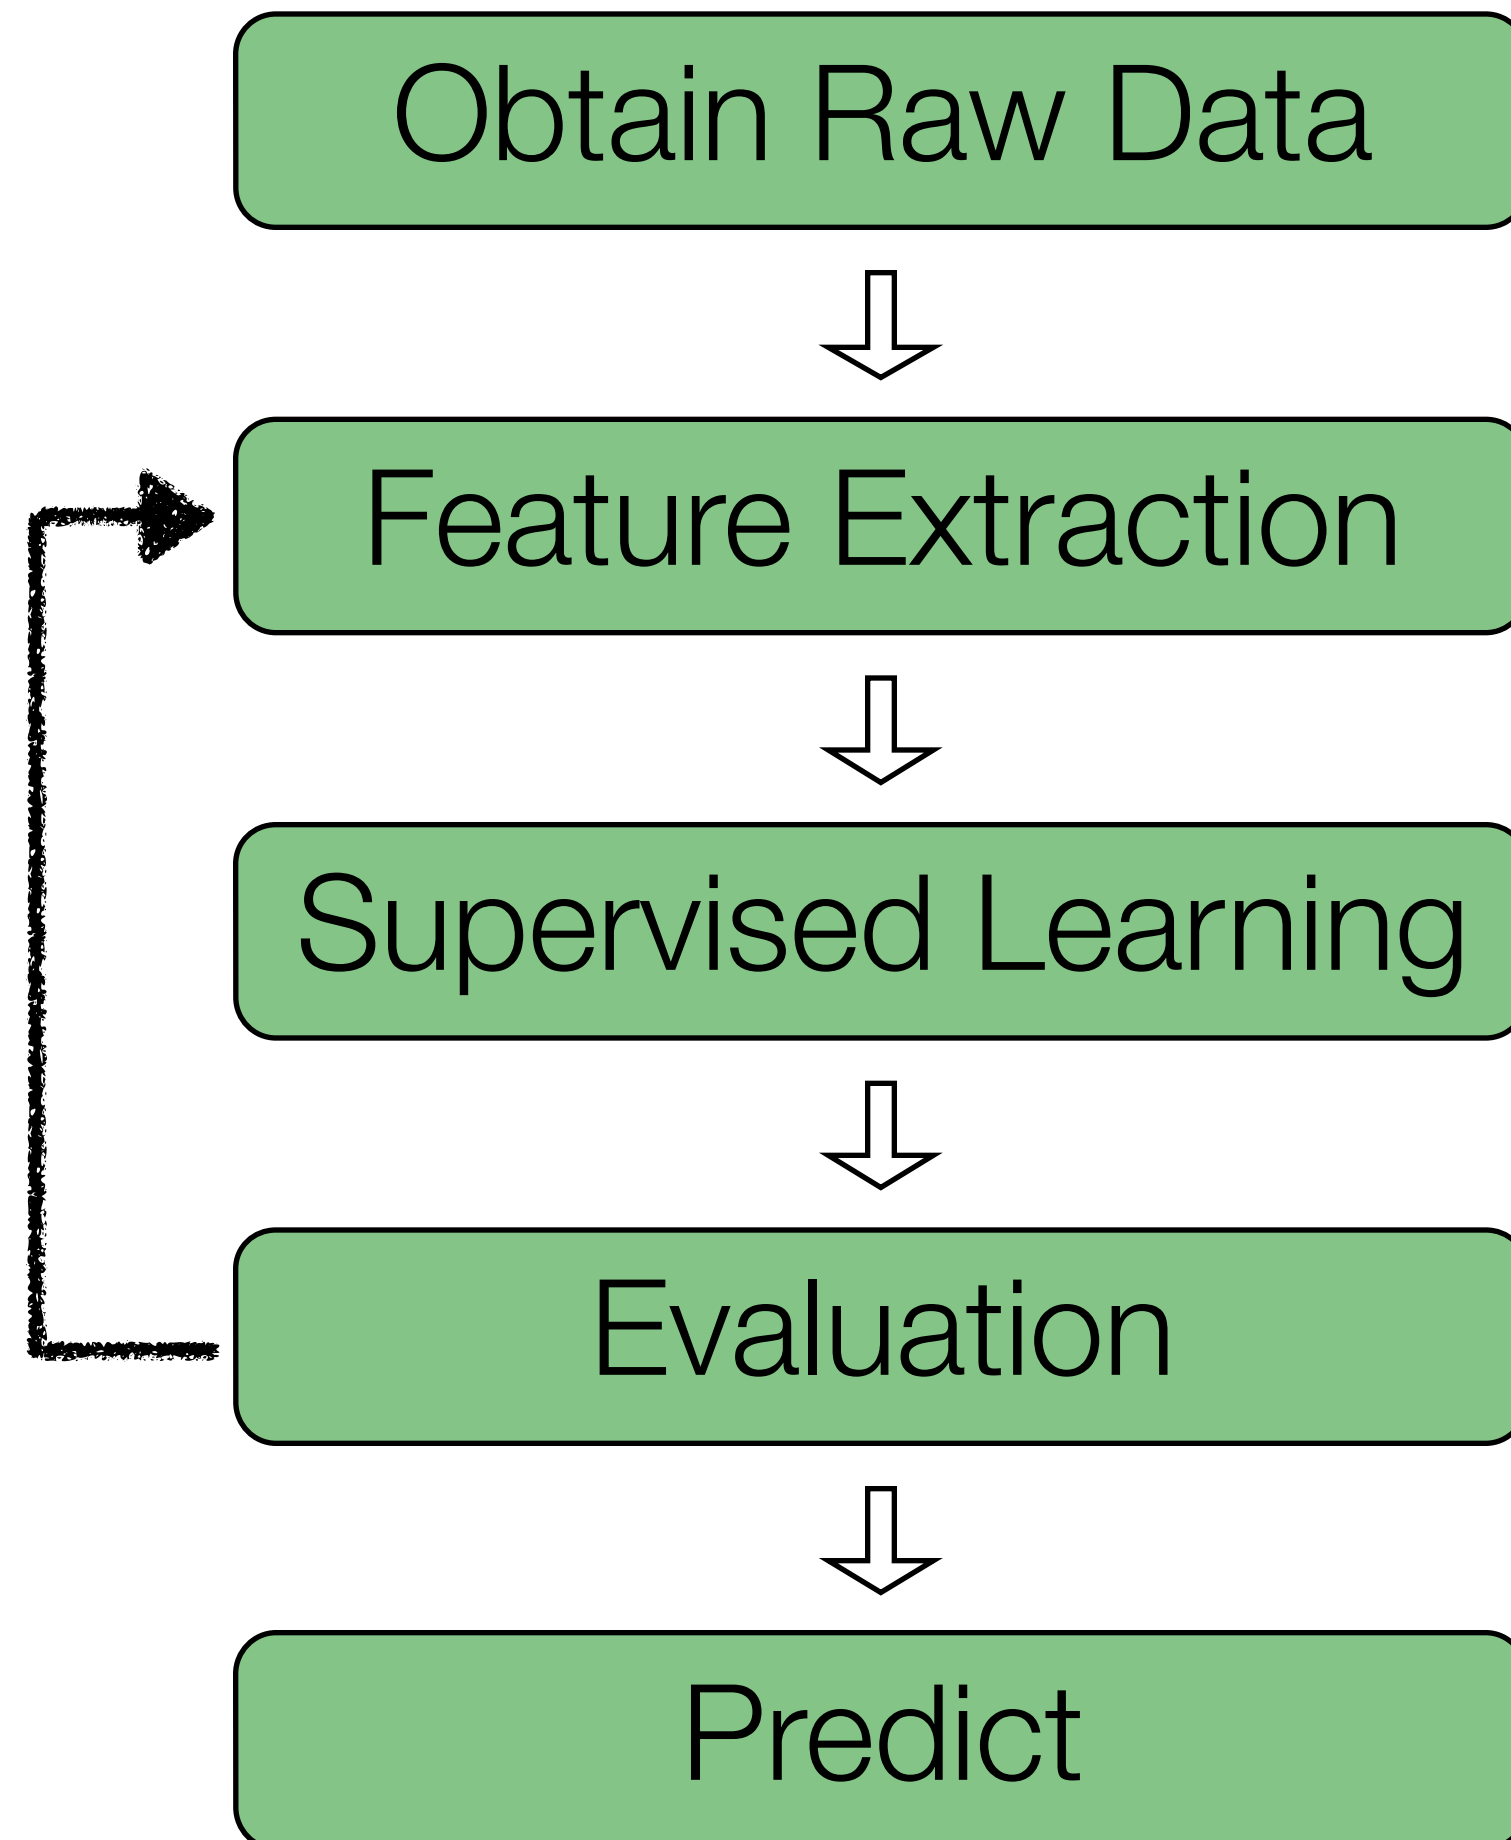 Obtain Raw Data
Feature Extraction
Supervised Learning
Evaluation
Predict